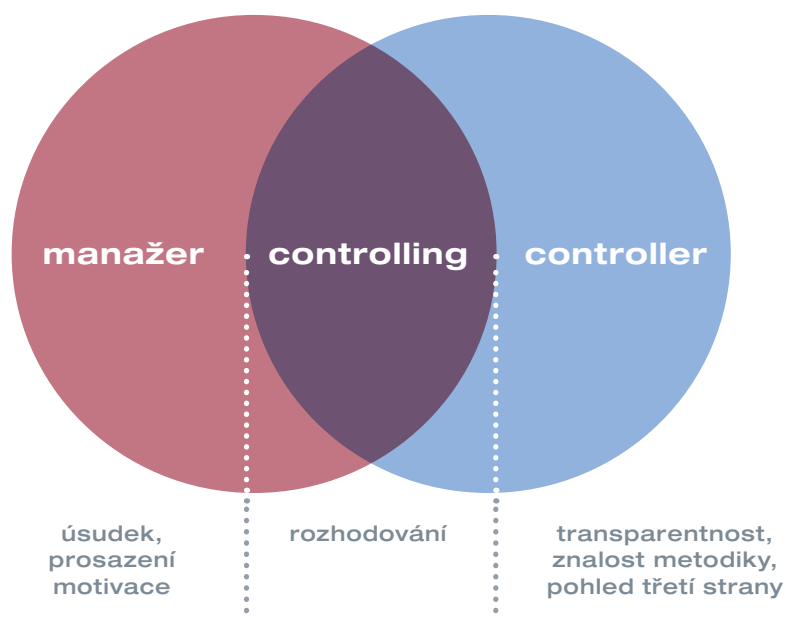 manažer
controlling
controller
úsudek,
prosazení
motivace
rozhodování
transparentnost,
znalost metodiky,
pohled třetí strany